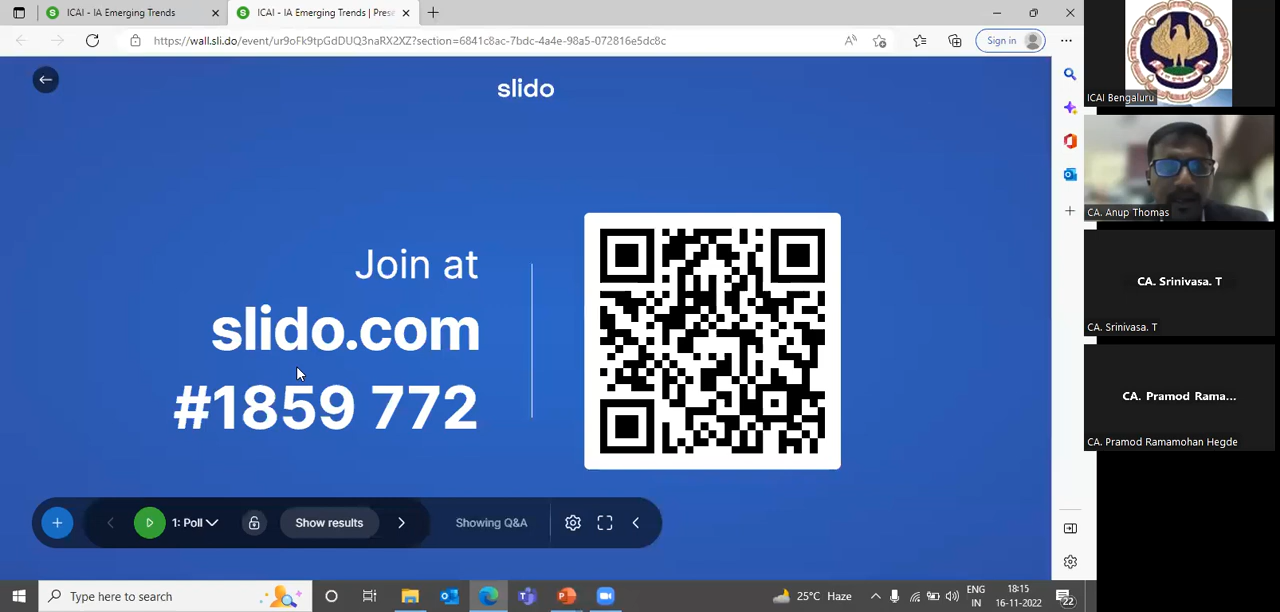 ICAI - IA Emerging Trends
ICAI - IA Emerging Trends | Prese
https://wall.sli.do/event/ur9oFk9tpGdDUQ3naRX2XZ?section=6841c8ac-7bdc-4a4e-98a5-072816e5dc8c
Sign in
slido
Join at
slido.com
#1859 772
1: Poll
Show results
Showing Q&A
ICAI Bengaluru
CA. Anup Thomas
CA. Srinivasa. T
CA. Srinivasa. T
CA. Pramod Rama...
CA. Pramod Ramamohan Hegde
Type here to search
25°C Haze
ENG
IN
18:15
16-11-2022
22